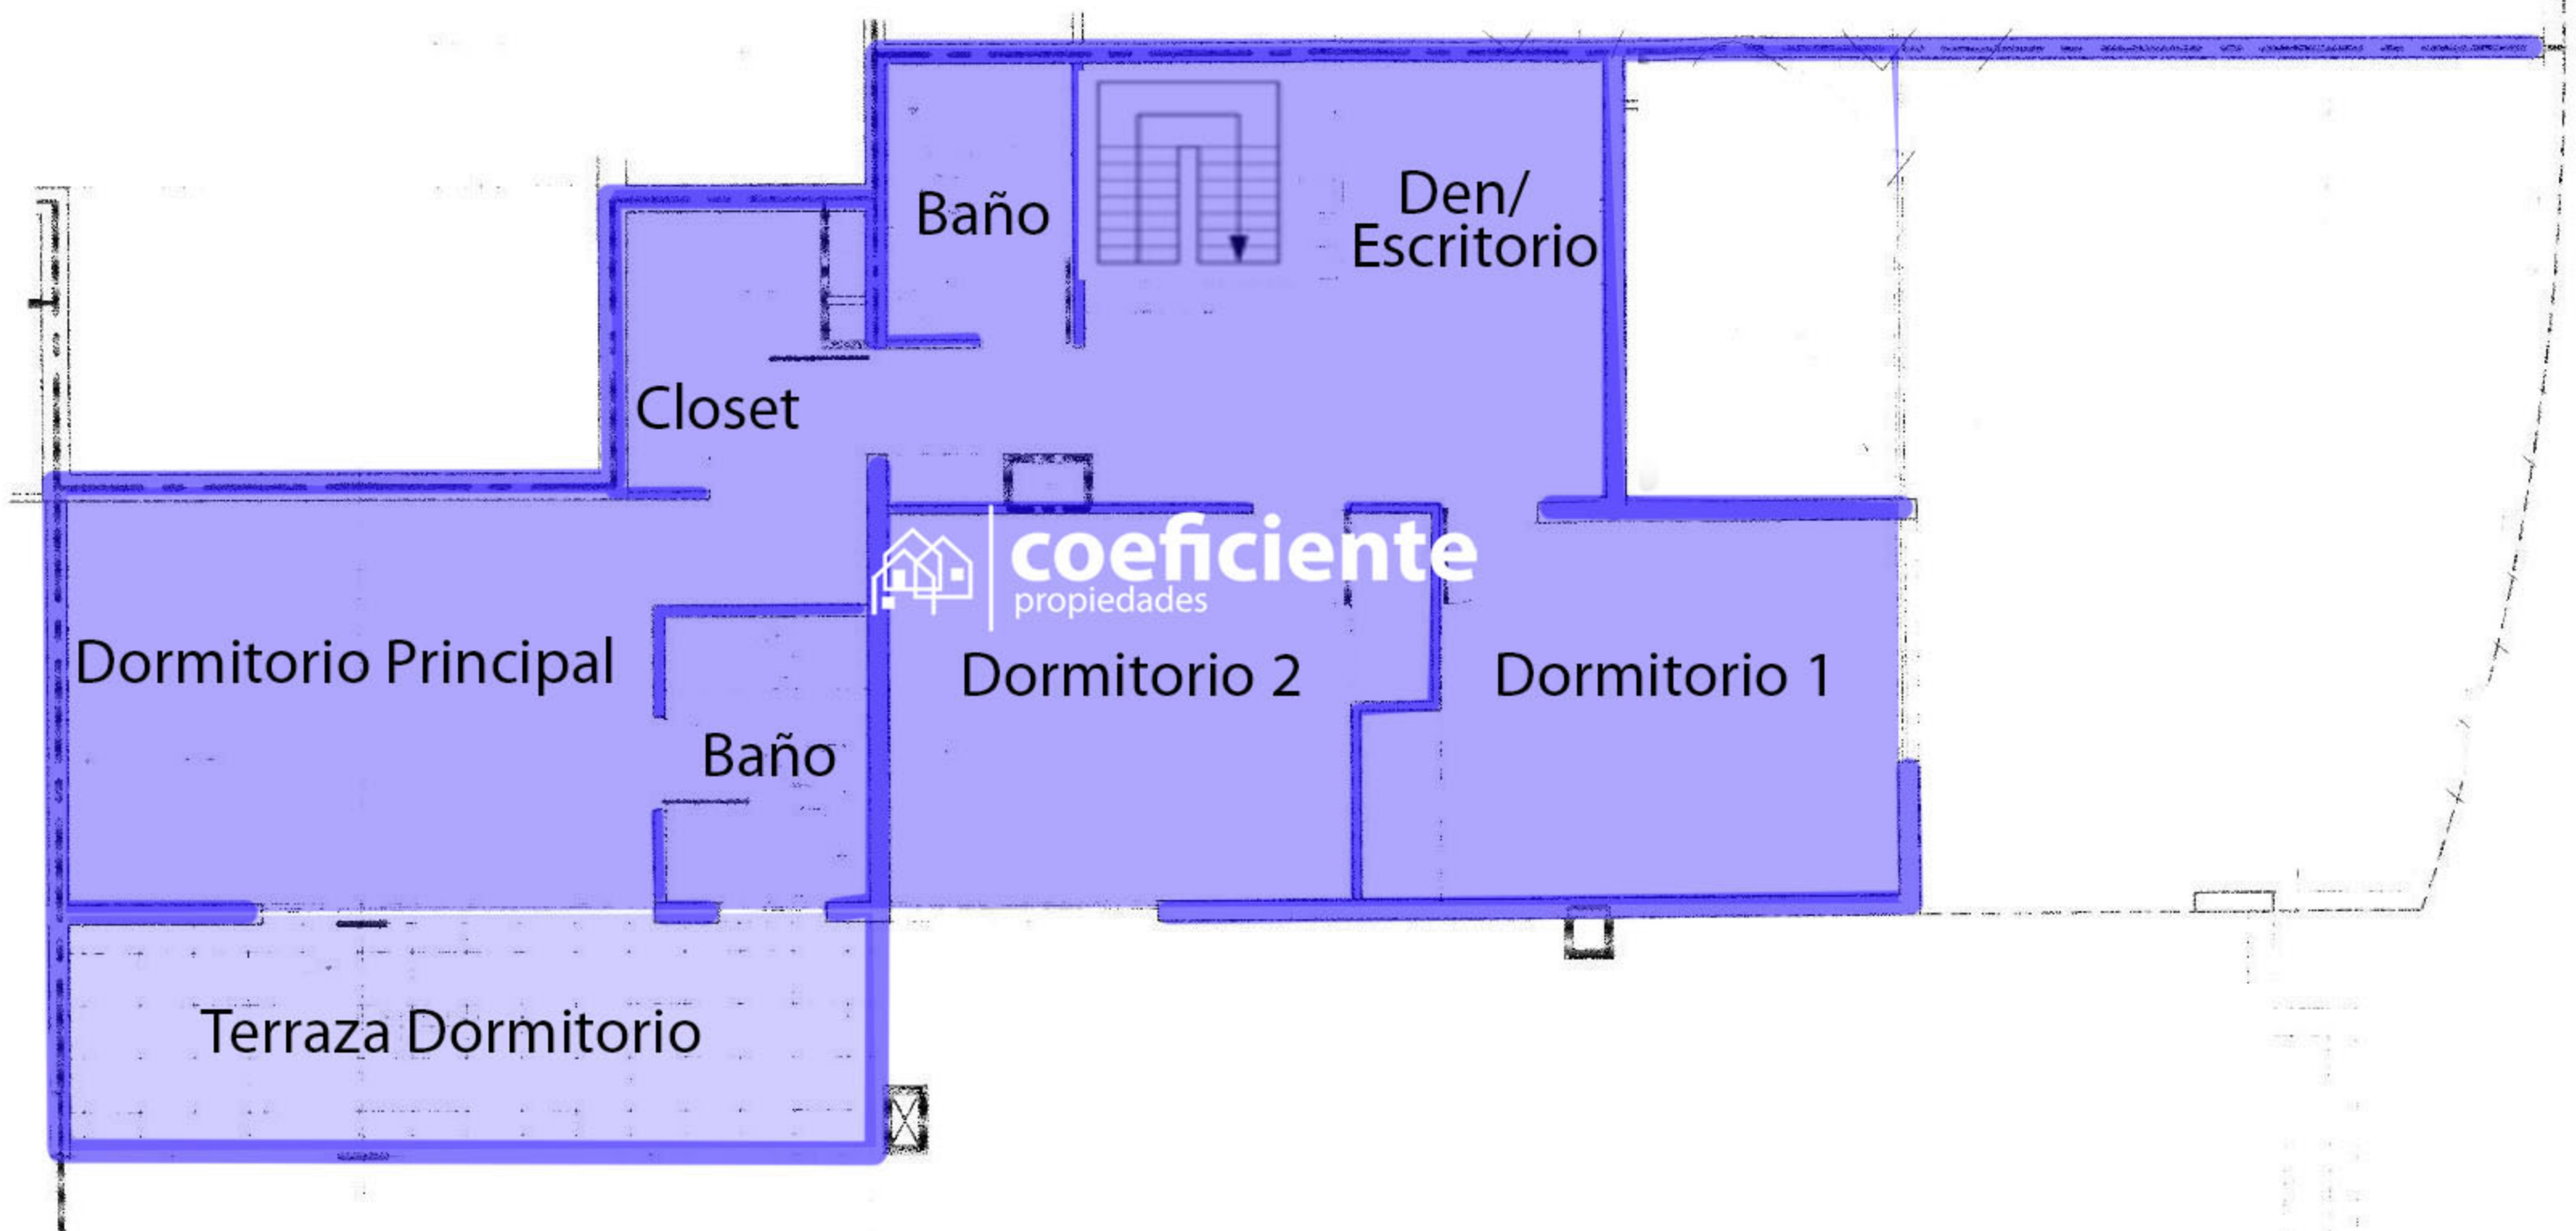 Baño
Den/
Escritorio
Closet
coeficiente
propiedades
Dormitorio Principal
Dormitorio 2
Dormitorio 1
Baño
Terraza Dormitorio